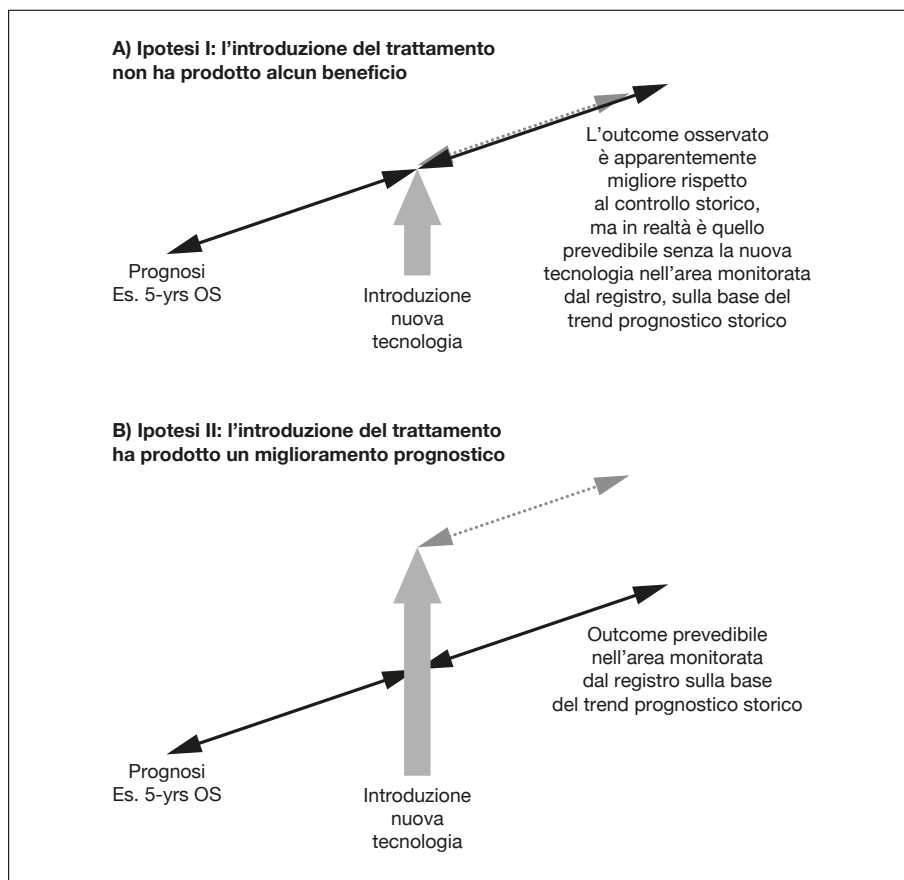 A) Ipotesi I: l’introduzione del trattamento
non ha prodotto alcun beneficio
L’outcome osservato
è apparentemente
migliore rispetto
al controllo storico,
ma in realtà è quello
prevedibile senza la nuova
tecnologia nell’area monitorata
dal registro, sulla base del
trend prognostico storico
Prognosi
Es. 5-yrs OS
Introduzione
nuova
tecnologia
B) Ipotesi II: l’introduzione del trattamento
ha prodotto un miglioramento prognostico
Outcome prevedibile
nell’area monitorata
dal registro sulla base
del trend prognostico storico
Prognosi
Es. 5-yrs OS
Introduzione
nuova
tecnologia